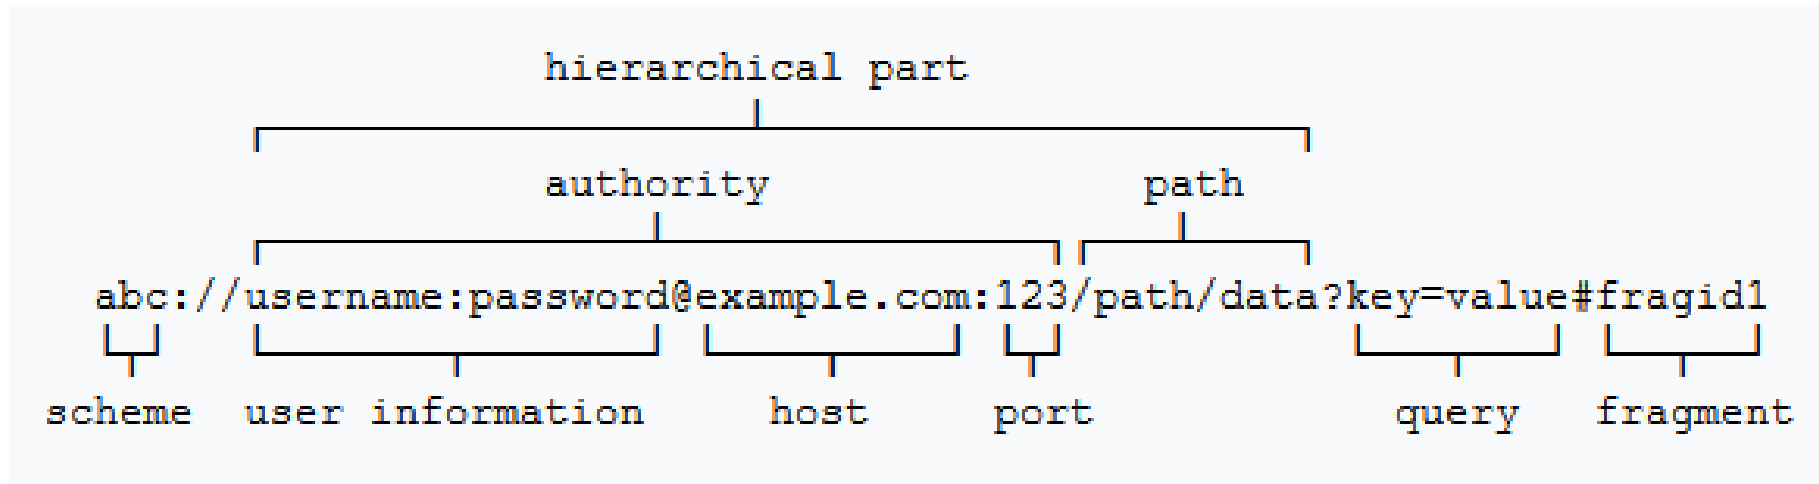 hierarchical part
authority path
abc://username:password@example.com:123/path/data?key=value#fragid1
scheme user information host port query fragment